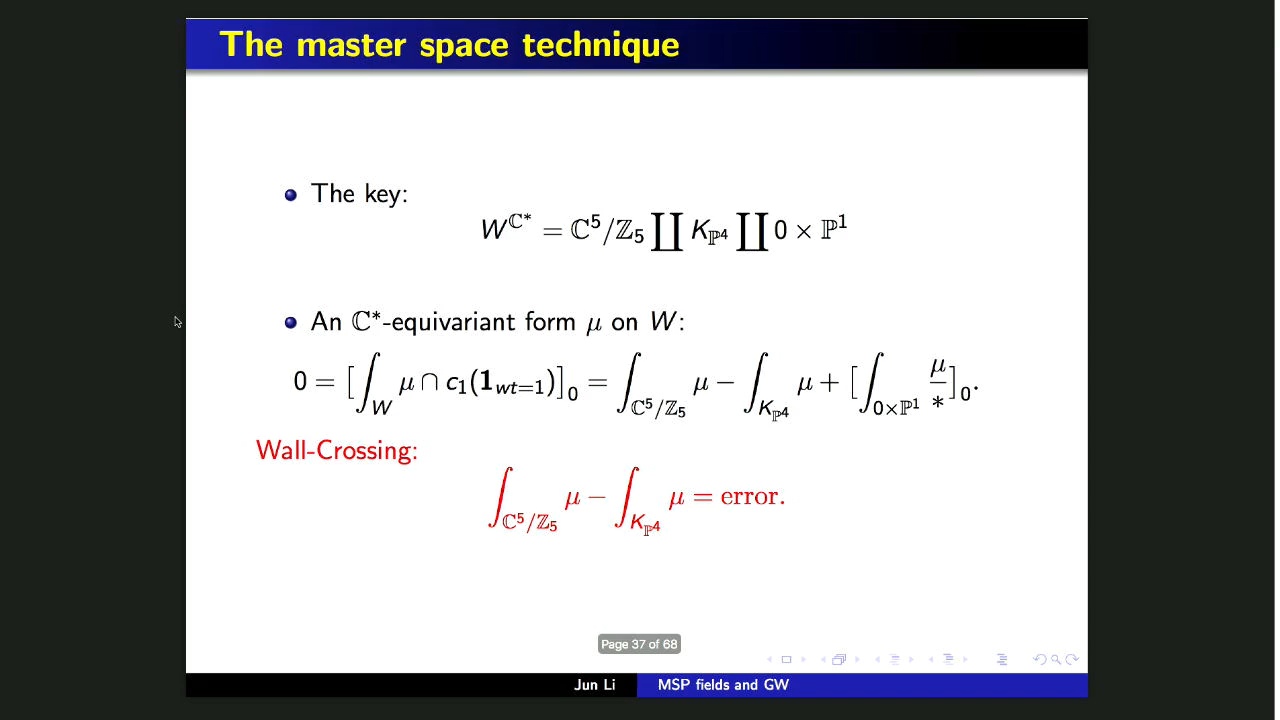 The master space technique
The key:
W^{ℂ*} = ℂ⁵/ℤ₅ ∐ K_{ℙ⁴} ∐ 0 × ℙ¹
An ℂ*-equivariant form μ on W:
0 = [∫_W μ ∩ c₁(𝟏_{wt=1})]₀ = ∫_{ℂ⁵/ℤ₅} μ − ∫_{K_{ℙ⁴}} μ + [∫_{0×ℙ¹} μ/*]₀.
Wall-Crossing:
∫_{ℂ⁵/ℤ₅} μ − ∫_{K_{ℙ⁴}} μ = error.
Page 37 of 68
Jun Li MSP fields and GW